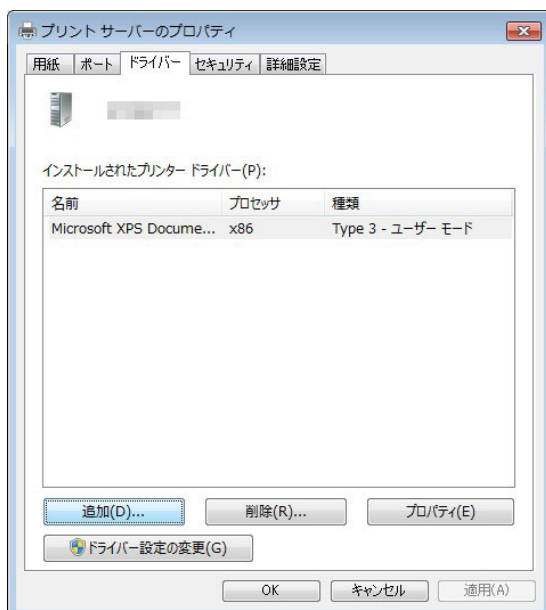 プリント サーバーのプロパティ
用紙 ポート ドライバー セキュリティ 詳細設定
インストールされたプリンター ドライバー(P):
名前 プロセッサ 種類
Microsoft XPS Docume... x86 Type 3 - ユーザー モード
追加(D)... 削除(R)... プロパティ(E)
ドライバー設定の変更(G)
OK キャンセル 適用(A)